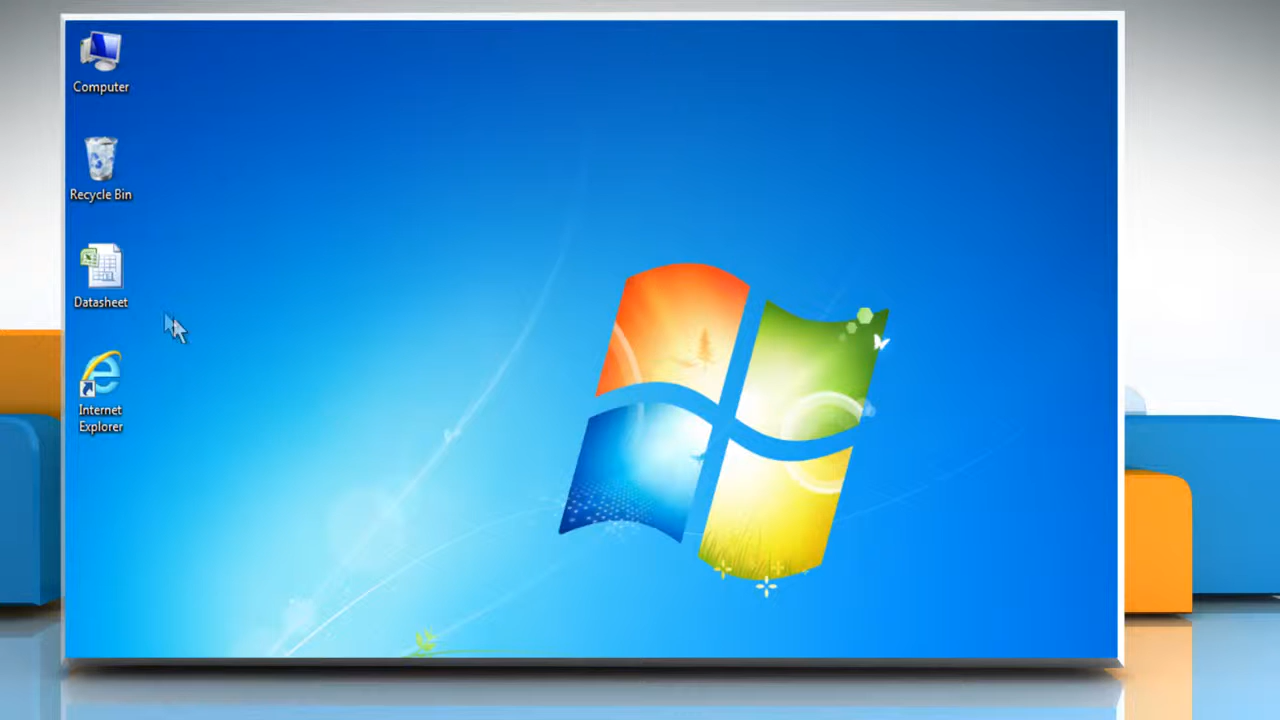 Computer
Recycle Bin
Datasheet
Internet
Explorer